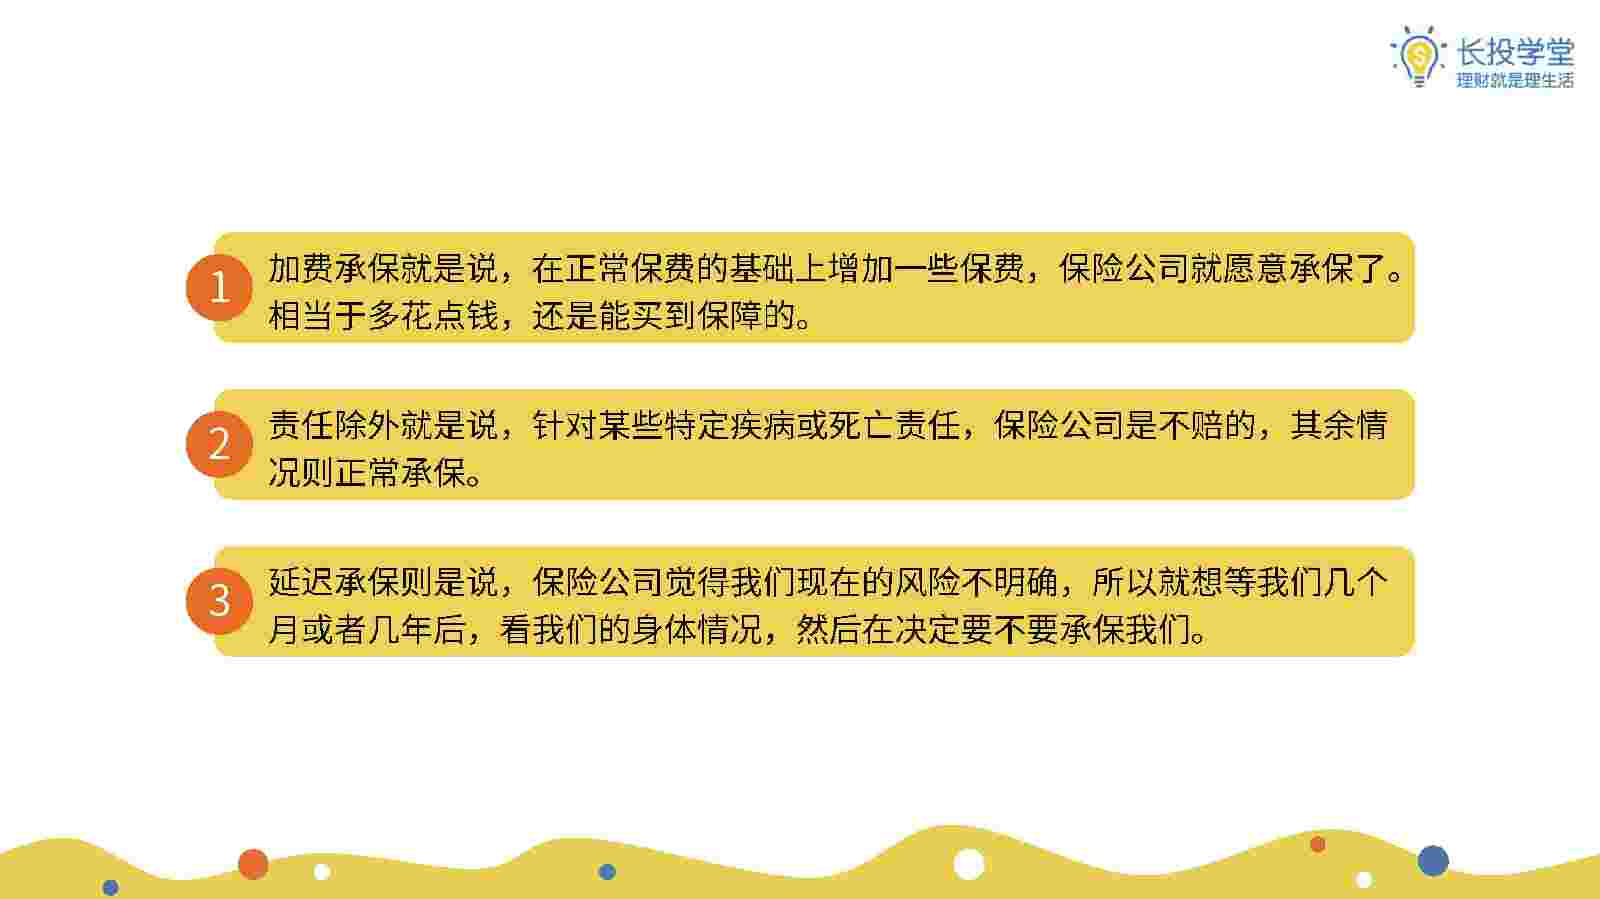 长投学堂
理财就是理生活
1
加费承保就是说，在正常保费的基础上增加一些保费，保险公司就愿意承保了。
相当于多花点钱，还是能买到保障的。
2
责任除外就是说，针对某些特定疾病或死亡责任，保险公司是不赔的，其余情
况则正常承保。
3
延迟承保则是说，保险公司觉得我们现在的风险不明确，所以就想等我们几个
月或者几年后，看我们的身体情况，然后在决定要不要承保我们。